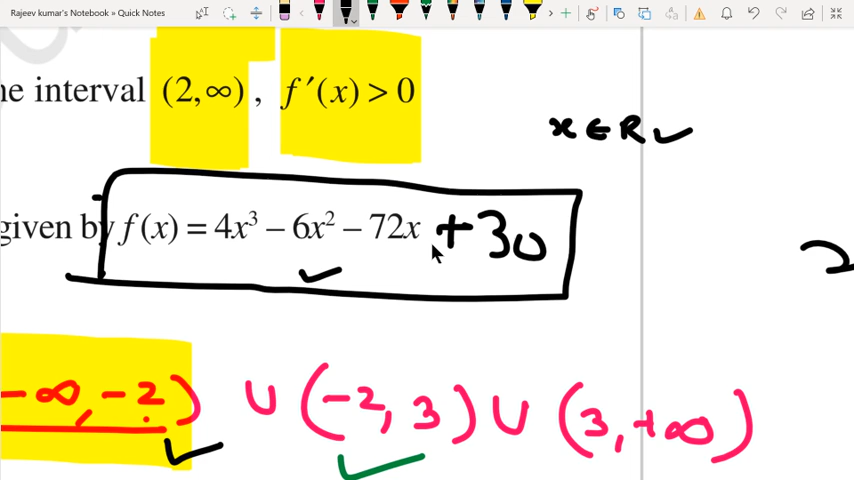 Rajeev kumar's Notebook » Quick Notes
he interval (2, ∞) , f ′(x) > 0
x ∈ R ✓
given by f (x) = 4x³ – 6x² – 72x +30
– ∞, – 2) ∪ (–2, 3) ∪ (3, +∞)